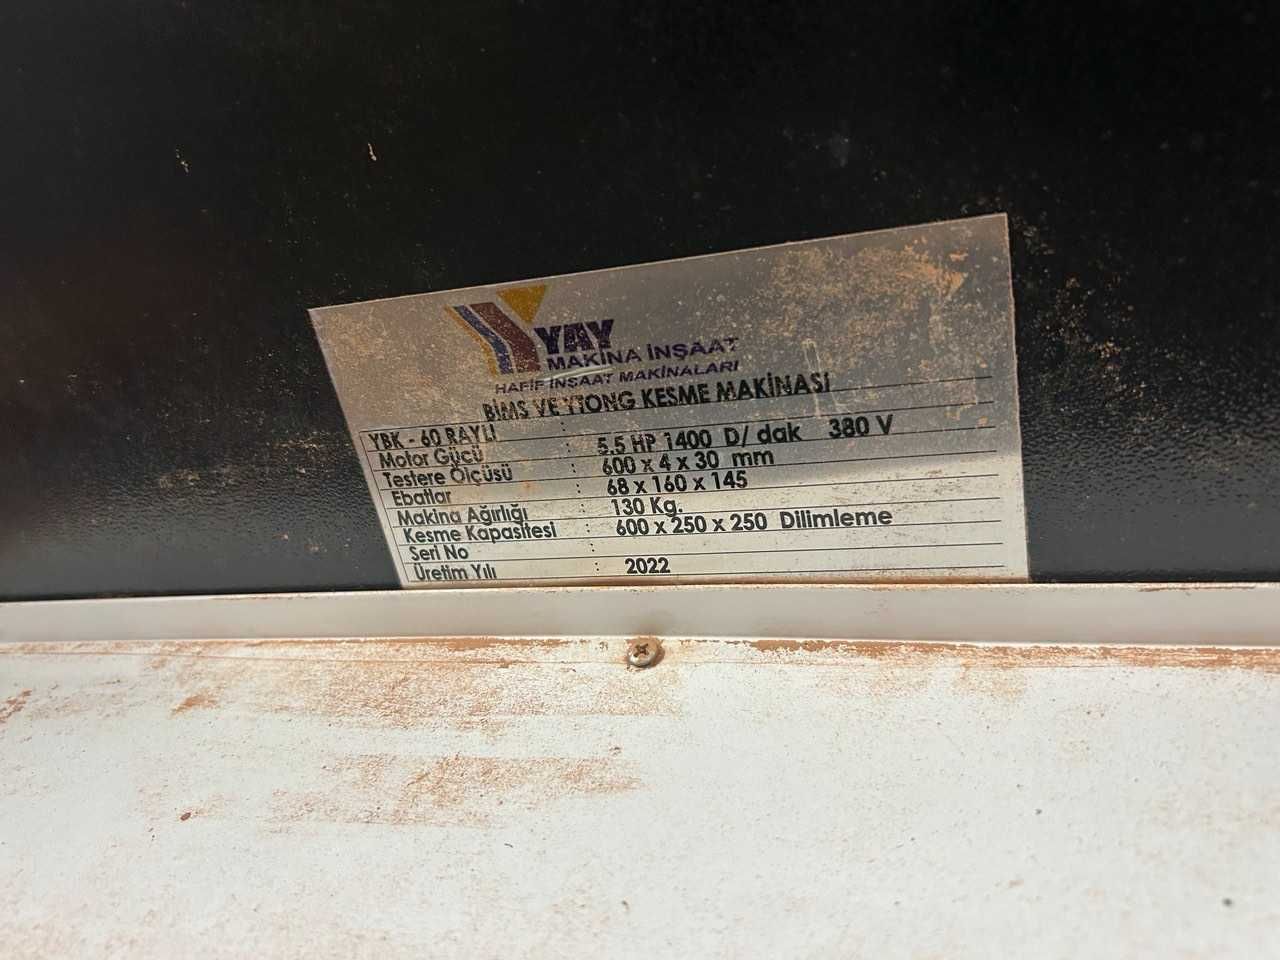 YAY
MAKİNA İNŞAAT
HAFİF İNŞAAT MAKİNALARI
BİMS VE YTONG KESME MAKİNASI
YBK - 60 RAYLI :
Motor Gücü 5.5 HP 1400 D/ dak 380 V
Testere Ölçüsü : 600 x 4 x 30 mm
Ebatlar : 68 x 160 x 145
Makina Ağırlığı : 130 Kg.
Kesme Kapasitesi : 600 x 250 x 250 Dilimleme
Seri No :
Üretim Yılı : 2022